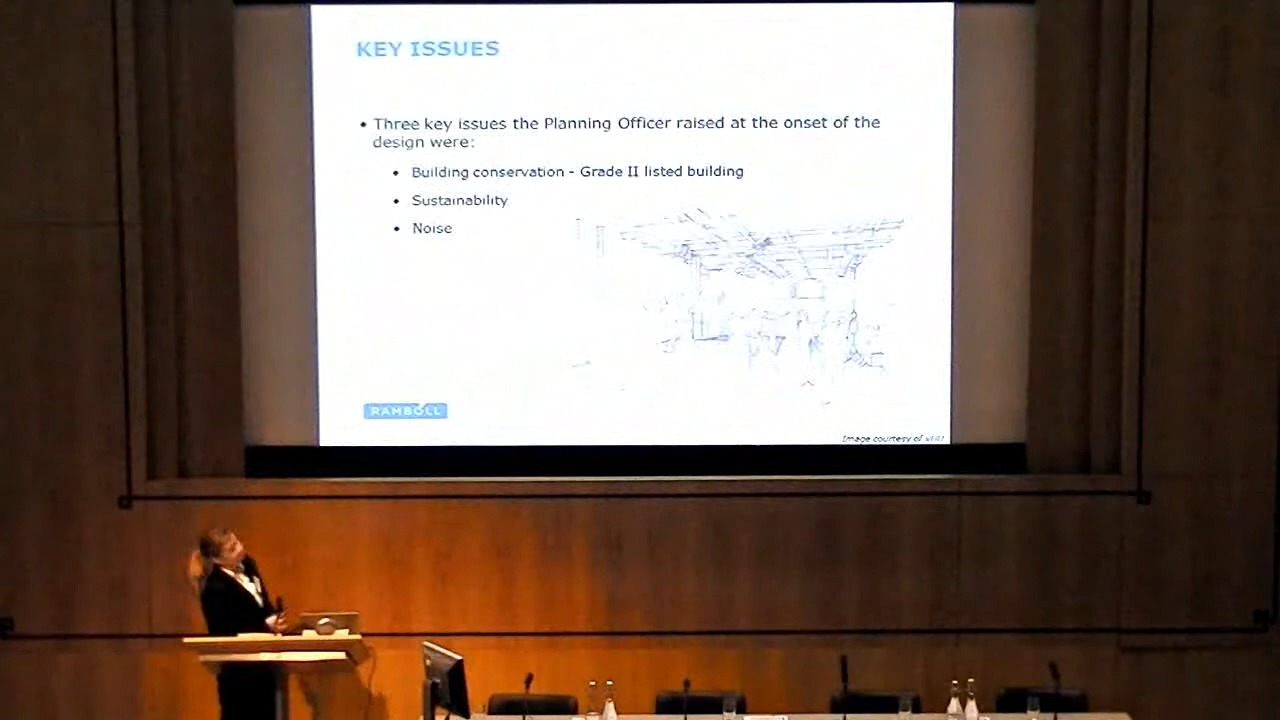 KEY ISSUES
• Three key issues the Planning Officer raised at the onset of the
design were:
• Building conservation - Grade II listed building
• Sustainability
• Noise
RAMBOLL
Image courtesy of